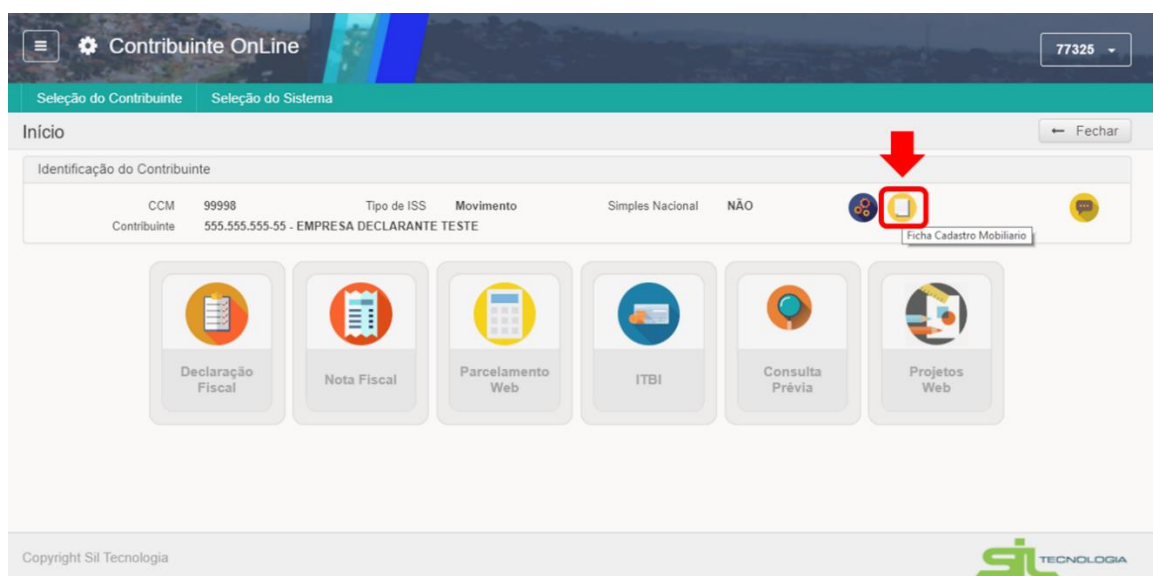 Contribuinte OnLine
77325
Seleção do Contribuinte Seleção do Sistema
Início
Fechar
Identificação do Contribuinte
CCM 99998 Tipo de ISS Movimento Simples Nacional NÃO
Contribuinte 555.555.555-55 - EMPRESA DECLARANTE TESTE
Ficha Cadastro Mobiliario
Declaração
Fiscal
Nota Fiscal
Parcelamento
Web
ITBI
Consulta
Prévia
Projetos
Web
Copyright Sil Tecnologia
SIL TECNOLOGIA